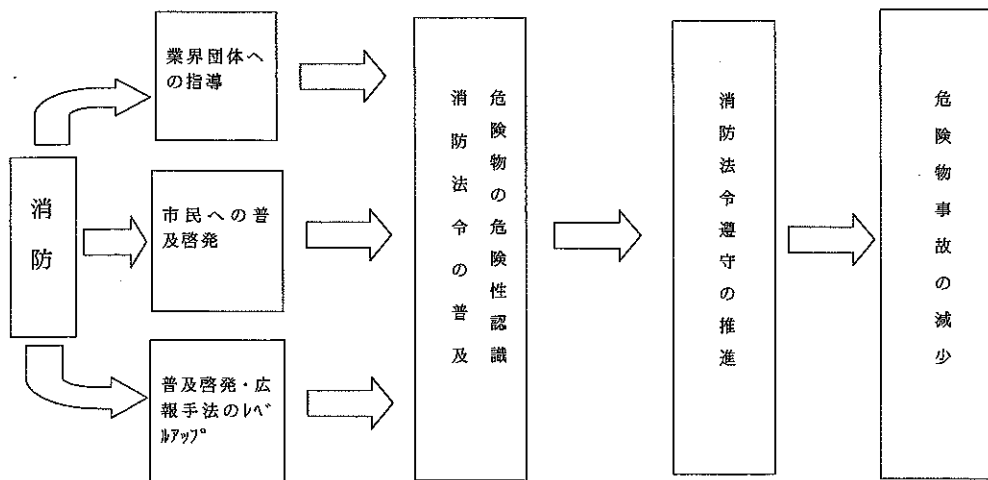 消防
業界団体へ
の指導
市民への普
及啓発
普及啓発・広
報手法のﾚﾍﾞ
ﾙｱｯﾌﾟ
危険物の危険性認識
消防法令の普及
消防法令遵守の推進
危険物事故の減少